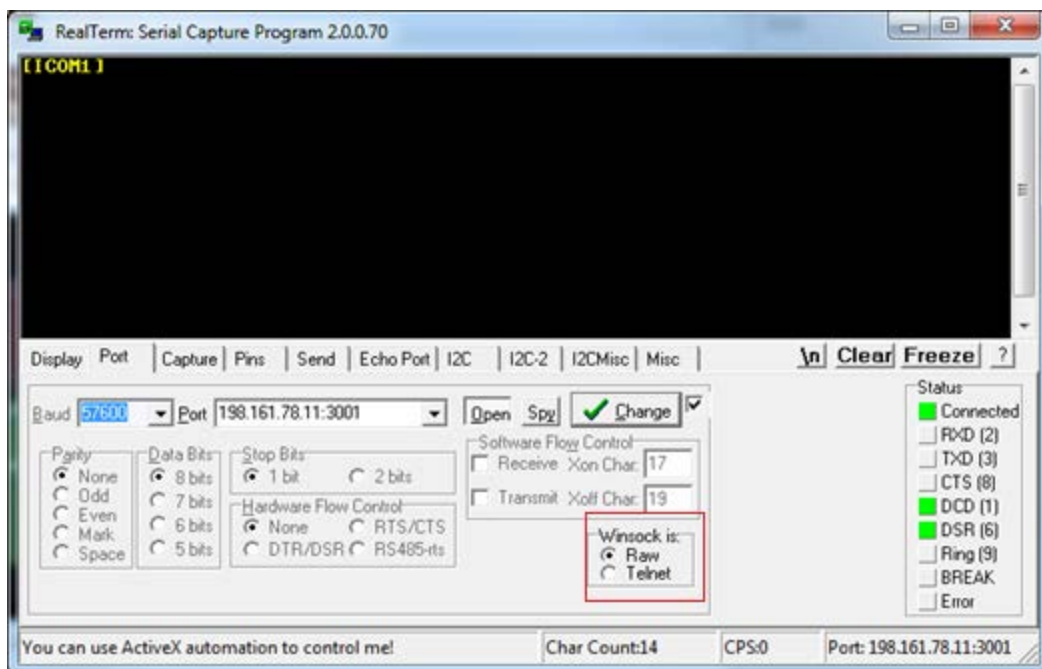 RealTerm: Serial Capture Program 2.0.0.70
[ICOM1]
Display Port Capture Pins Send Echo Port I2C I2C-2 I2CMisc Misc \n Clear Freeze ?
Baud 57600 Port 198.161.78.11:3001 Open Spy Change
Parity
None
Odd
Even
Mark
Space
Data Bits
8 bits
7 bits
6 bits
5 bits
Stop Bits
1 bit 2 bits
Hardware Flow Control
None RTS/CTS
DTR/DSR RS485-rts
Software Flow Control
Receive Xon Char: 17
Transmit Xoff Char: 19
Winsock is:
Raw
Telnet
Status
Connected
RXD (2)
TXD (3)
CTS (8)
DCD (1)
DSR (6)
Ring (9)
BREAK
Error
You can use ActiveX automation to control me! Char Count:14 CPS:0 Port: 198.161.78.11:3001